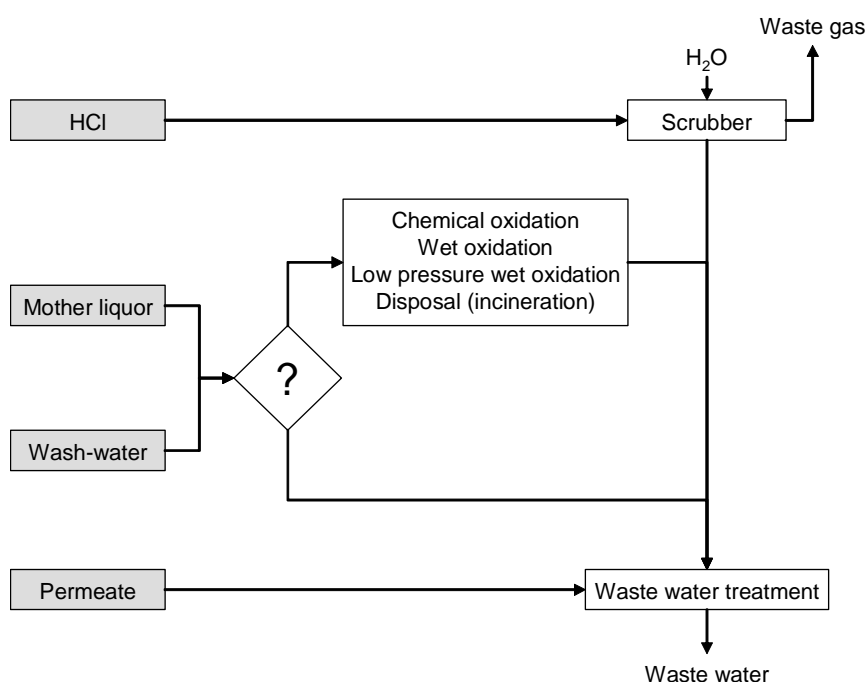 Waste gas
H₂O
HCl
Scrubber
Chemical oxidation
Wet oxidation
Low pressure wet oxidation
Disposal (incineration)
Mother liquor
?
Wash-water
Permeate
Waste water treatment
Waste water